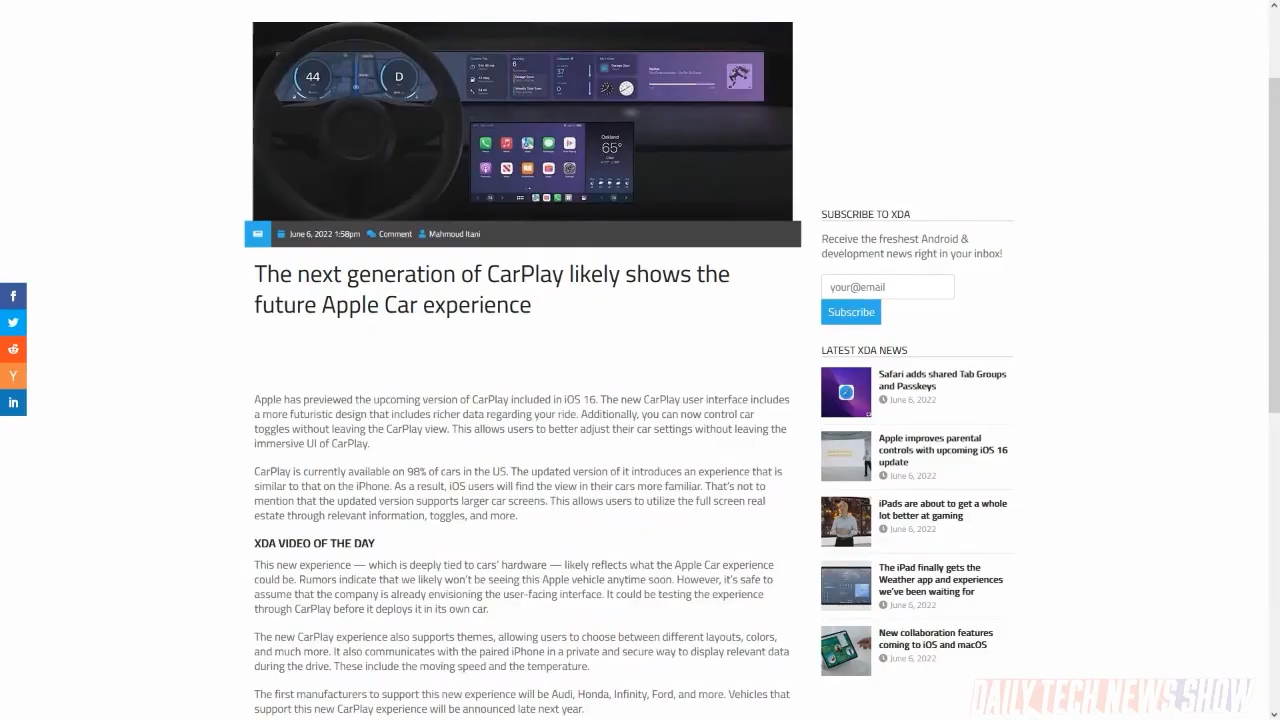 44
D
Oakland
65°
June 6, 2022 1:58pm Comment Mahmoud Itani
The next generation of CarPlay likely shows the
future Apple Car experience
Apple has previewed the upcoming version of CarPlay included in iOS 16. The new CarPlay user interface includes
a more futuristic design that includes richer data regarding your ride. Additionally, you can now control car
toggles without leaving the CarPlay view. This allows users to better adjust their car settings without leaving the
immersive UI of CarPlay.
CarPlay is currently available on 98% of cars in the US. The updated version of it introduces an experience that is
similar to that on the iPhone. As a result, iOS users will find the view in their cars more familiar. That's not to
mention that the updated version supports larger car screens. This allows users to utilize the full screen real
estate through relevant information, toggles, and more.
XDA VIDEO OF THE DAY
This new experience — which is deeply tied to cars' hardware — likely reflects what the Apple Car experience
could be. Rumors indicate that we likely won't be seeing this Apple vehicle anytime soon. However, it's safe to
assume that the company is already envisioning the user-facing interface. It could be testing the experience
through CarPlay before it deploys it in its own car.
The new CarPlay experience also supports themes, allowing users to choose between different layouts, colors,
and much more. It also communicates with the paired iPhone in a private and secure way to display relevant data
during the drive. These include the moving speed and the temperature.
The first manufacturers to support this new experience will be Audi, Honda, Infinity, Ford, and more. Vehicles that
support this new CarPlay experience will be announced late next year.
SUBSCRIBE TO XDA
Receive the freshest Android &
development news right in your inbox!
your@email
Subscribe
LATEST XDA NEWS
Safari adds shared Tab Groups
and Passkeys
June 6, 2022
Apple improves parental
controls with upcoming iOS 16
update
June 6, 2022
iPads are about to get a whole
lot better at gaming
June 6, 2022
The iPad finally gets the
Weather app and experiences
we've been waiting for
June 6, 2022
New collaboration features
coming to iOS and macOS
June 6, 2022
DAILY TECH NEWS SHOW